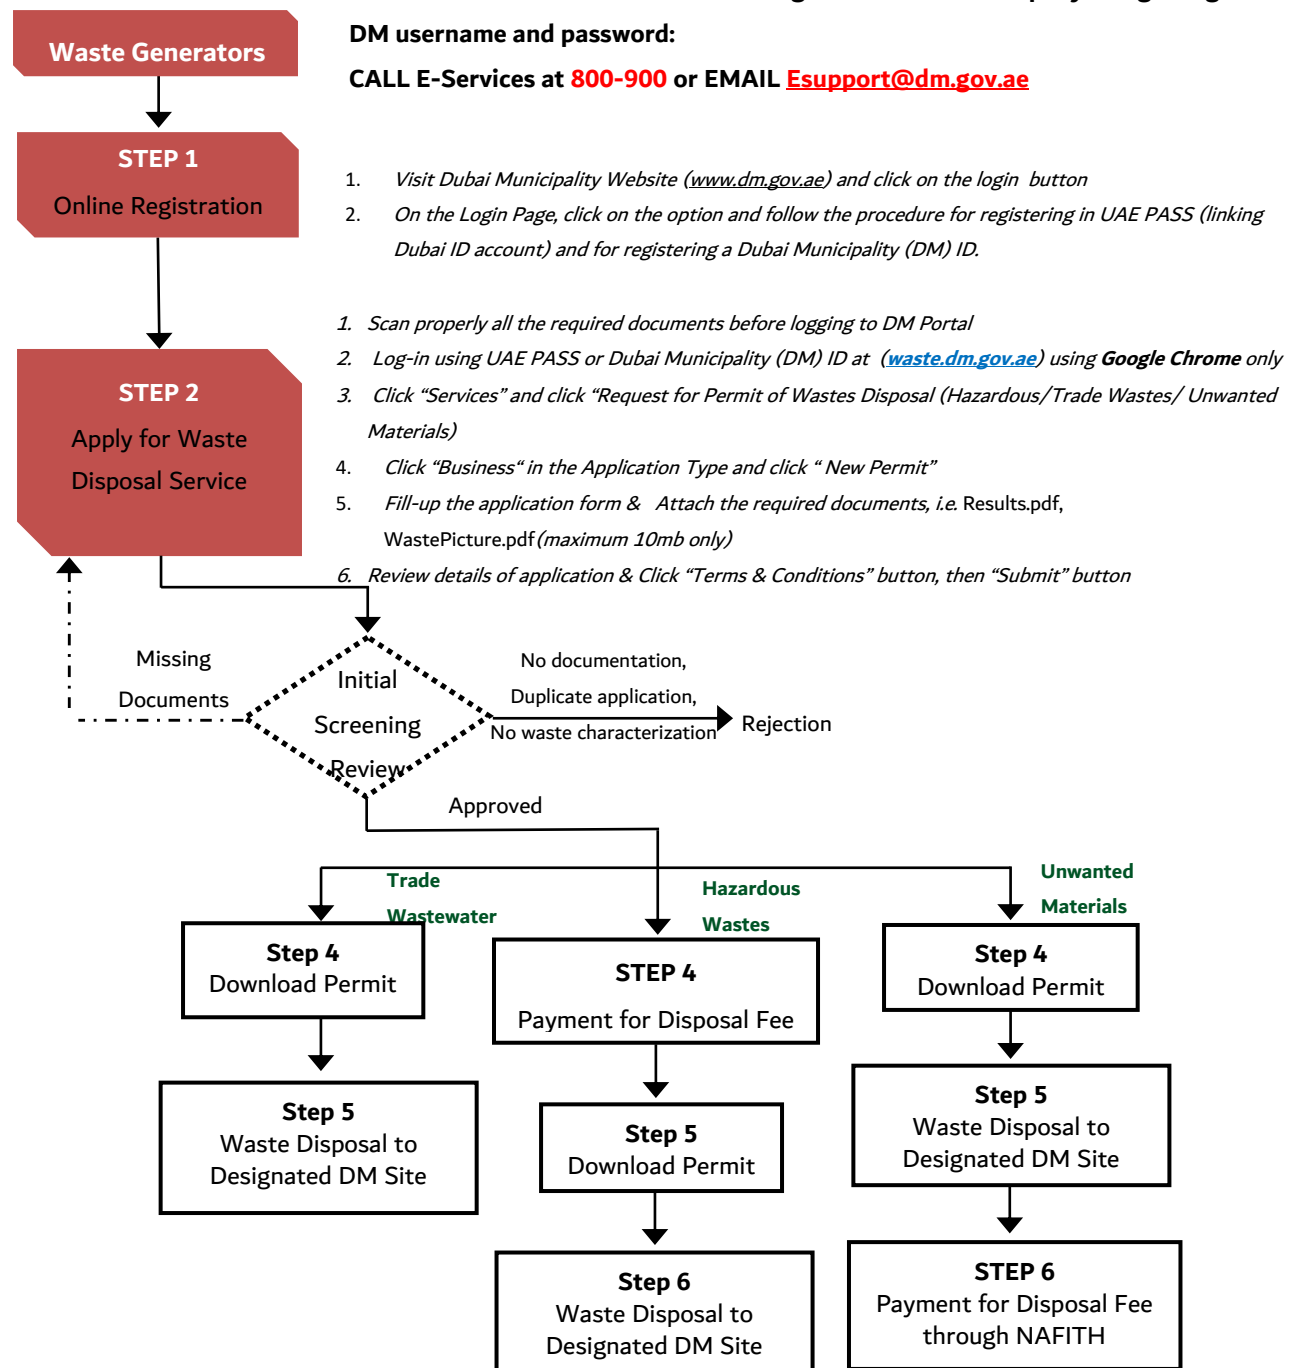 DM username and password:
CALL E-Services at 800-900 or EMAIL Esupport@dm.gov.ae
Waste Generators
STEP 1
Online Registration
1. Visit Dubai Municipality Website (www.dm.gov.ae) and click on the login button
2. On the Login Page, click on the option and follow the procedure for registering in UAE PASS (linking
Dubai ID account) and for registering a Dubai Municipality (DM) ID.
STEP 2
Apply for Waste
Disposal Service
1. Scan properly all the required documents before logging to DM Portal
2. Log-in using UAE PASS or Dubai Municipality (DM) ID at (waste.dm.gov.ae) using Google Chrome only
3. Click “Services” and click “Request for Permit of Wastes Disposal (Hazardous/Trade Wastes/ Unwanted
Materials)
4. Click “Business“ in the Application Type and click “ New Permit”
5. Fill-up the application form & Attach the required documents, i.e. Results.pdf,
WastePicture.pdf (maximum 10mb only)
6. Review details of application & Click “Terms & Conditions” button, then “Submit” button
Missing
Documents
Initial
Screening
Review
No documentation,
Duplicate application,
No waste characterization
Rejection
Approved
Trade
Wastewater
Hazardous
Wastes
Unwanted
Materials
Step 4
Download Permit
STEP 4
Payment for Disposal Fee
Step 4
Download Permit
Step 5
Waste Disposal to
Designated DM Site
Step 5
Download Permit
Step 5
Waste Disposal to
Designated DM Site
Step 6
Waste Disposal to
Designated DM Site
STEP 6
Payment for Disposal Fee
through NAFITH